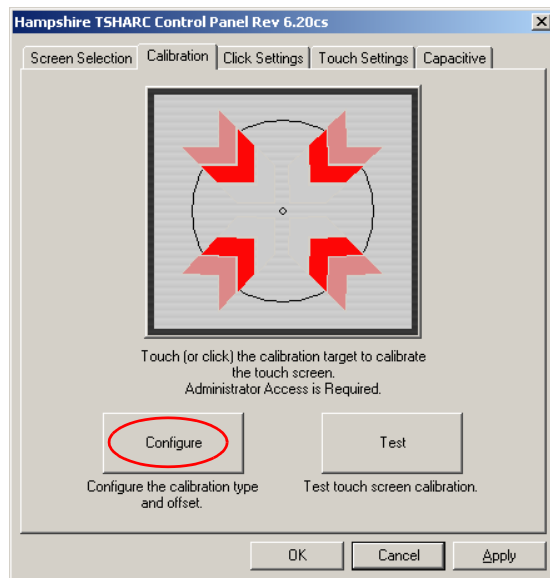 Hampshire TSHARC Control Panel Rev 6.20cs
Screen Selection Calibration Click Settings Touch Settings Capacitive
Touch (or click) the calibration target to calibrate
the touch screen.
Administrator Access is Required.
Configure Test
Configure the calibration type
and offset.
Test touch screen calibration.
OK Cancel Apply